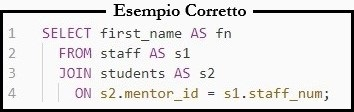 Esempio Corretto
1 SELECT first_name AS fn
2 FROM staff AS s1
3 JOIN students AS s2
4 ON s2.mentor_id = s1.staff_num;